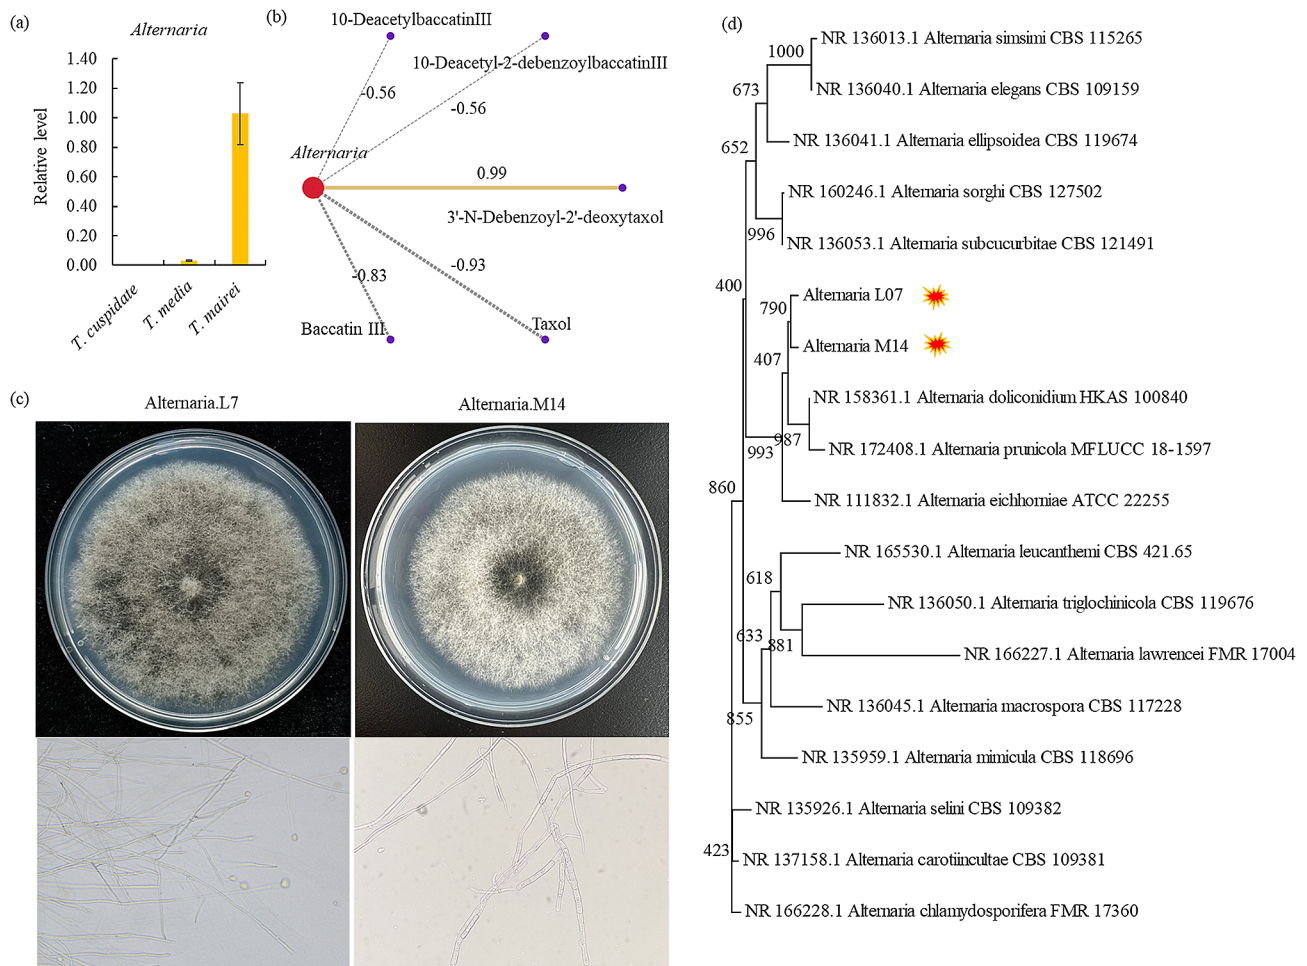 (a)
Alternaria
1.40
1.20
1.00
0.80
0.60
0.40
0.20
0.00
Relative level
T. cuspidate
T. media
T. mairei
(b)
10-DeacetylbaccatinIII
10-Deacetyl-2-debenzoylbaccatinIII
-0.56
-0.56
Alternaria
0.99
3'-N-Debenzoyl-2'-deoxytaxol
-0.93
-0.83
Baccatin III
Taxol
(c)
Alternaria.L7
Alternaria.M14
(d)
NR 136013.1 Alternaria simsimi CBS 115265
1000
NR 136040.1 Alternaria elegans CBS 109159
673
NR 136041.1 Alternaria ellipsoidea CBS 119674
652
NR 160246.1 Alternaria sorghi CBS 127502
996
NR 136053.1 Alternaria subcucurbitae CBS 121491
400
Alternaria L07
790
Alternaria M14
407
NR 158361.1 Alternaria doliconidium HKAS 100840
987
993
NR 172408.1 Alternaria prunicola MFLUCC 18-1597
860
NR 111832.1 Alternaria eichhorniae ATCC 22255
NR 165530.1 Alternaria leucanthemi CBS 421.65
618
NR 136050.1 Alternaria triglochinicola CBS 119676
633
881
NR 166227.1 Alternaria lawrencei FMR 17004
NR 136045.1 Alternaria macrospora CBS 117228
855
NR 135959.1 Alternaria mimicula CBS 118696
NR 135926.1 Alternaria selini CBS 109382
423
NR 137158.1 Alternaria carotiincultae CBS 109381
NR 166228.1 Alternaria chlamydosporifera FMR 17360